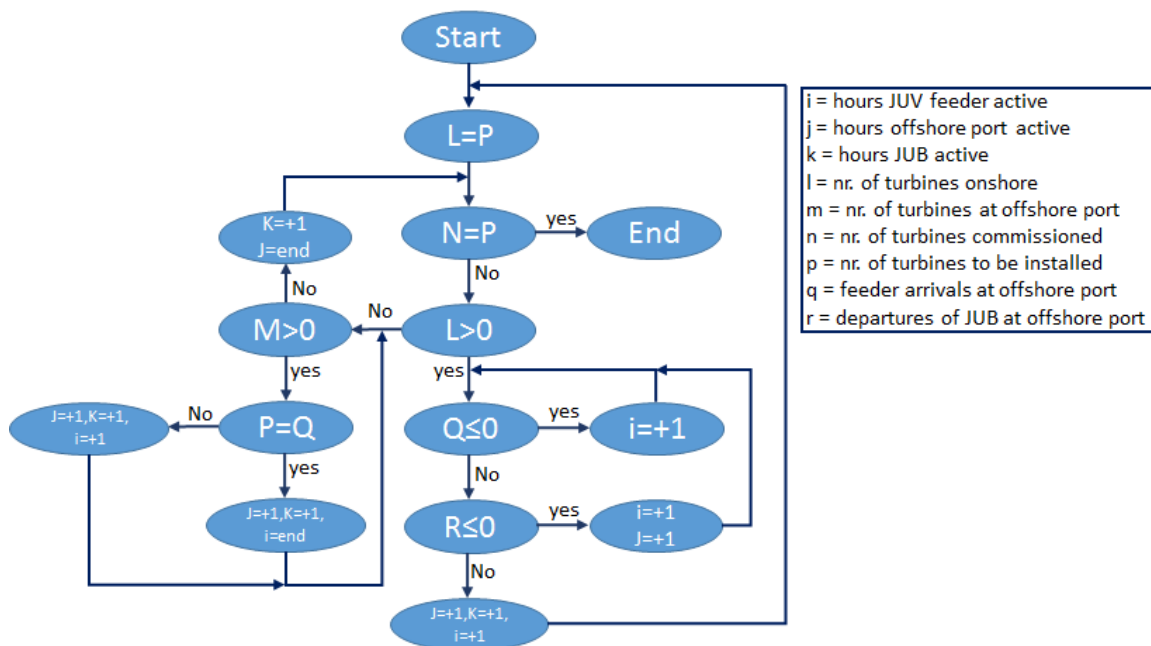 Start
L=P
N=P
yes
End
No
L>0
No
M>0
No
K=+1
J=end
yes
P=Q
No
J=+1,K=+1,
i=+1
yes
J=+1,K=+1,
i=end
yes
Q≤0
yes
i=+1
No
R≤0
yes
i=+1
J=+1
No
J=+1,K=+1,
i=+1
i = hours JUV feeder active
j = hours offshore port active
k = hours JUB active
l = nr. of turbines onshore
m = nr. of turbines at offshore port
n = nr. of turbines commissioned
p = nr. of turbines to be installed
q = feeder arrivals at offshore port
r = departures of JUB at offshore port